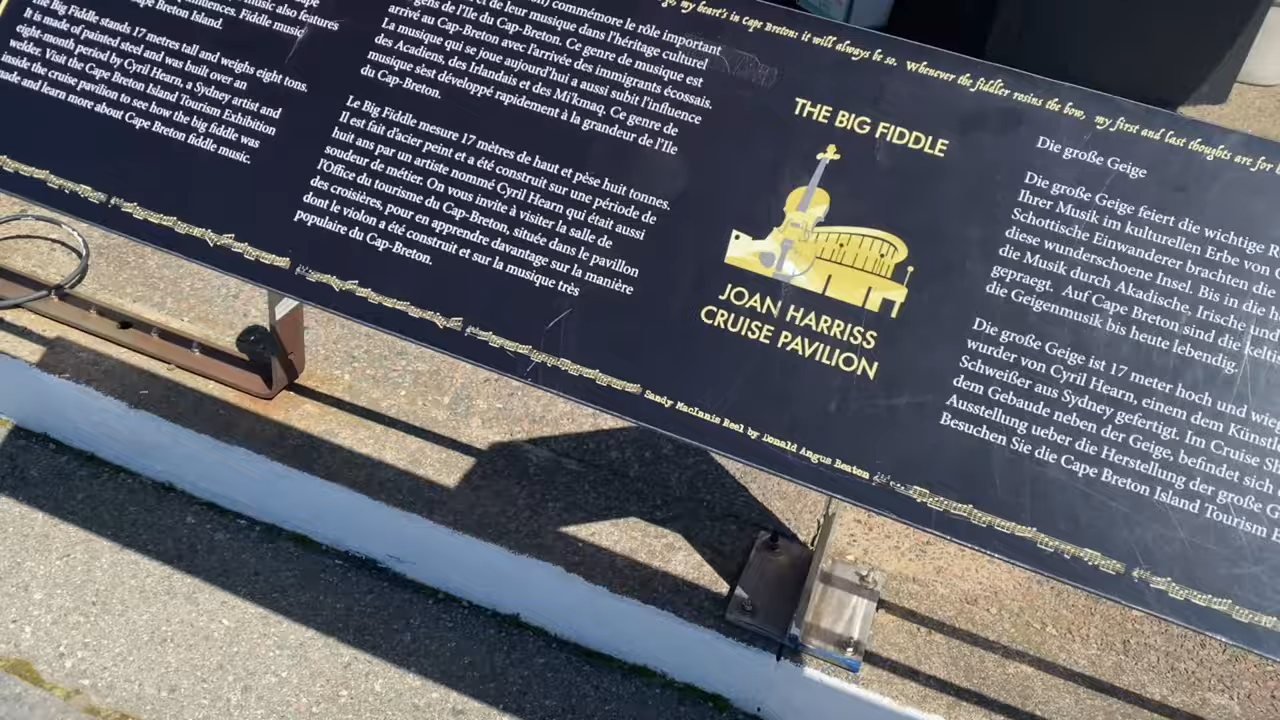 my heart's in Cape Breton: it will always be so. Whenever the fiddler rosins the bow, my first and last thoughts are for
music also features
Fiddle music
Breton Island.
Big Fiddle stands 17 metres tall and weighs eight tons.
It is made of painted steel and was built over an
eight-month period by Cyril Hearn, a Sydney artist and
welder. Visit the Cape Breton Island Tourism Exhibition
inside the cruise pavilion to see how the big fiddle was
made and learn more about Cape Breton fiddle music.
commémore le rôle important
et de leur musique dans l'héritage culturel
gens de l'Ile du Cap-Breton. Ce genre de musique est
arrivé au Cap-Breton avec l'arrivée des immigrants écossais.
La musique qui se joue aujourd'hui a aussi subit l'influence
des Acadiens, des Irlandais et des Mi'kmaq. Ce genre de
musique sèst développé rapidement à la grandeur de l'Ile
du Cap-Breton.
Le Big Fiddle mesure 17 mètres de haut et pèse huit tonnes.
Il est fait d'acier peint et a été construit sur une période de
huit ans par un artiste nommé Cyril Hearn qui était aussi
soudeur de métier. On vous invite à visiter la salle de
l'Office du tourisme du Cap-Breton, située dans le pavillon
des croisières, pour en apprendre davantage sur la manière
dont le violon a été construit et sur la musique très
populaire du Cap-Breton.
THE BIG FIDDLE
JOAN HARRISS
CRUISE PAVILION
Die große Geige
Die große Geige feiert die wichtige
Ihrer Musik im kulturellen Erbe von
Schottische Einwanderer brachten die
diese wunderschoene Insel. Bis in die
die Musik durch Akadische, Irische und
gepraegt. Auf Cape Breton sind die
die Geigenmusik bis heute lebendig.
Die große Geige ist 17 meter hoch und
wurder von Cyril Hearn, einem dem
Schweißer aus Sydney gefertigt. Im Cruise
dem Gebaude neben der Geige, befindet sich
Ausstellung ueber die Herstellung der große
Besuchen Sie die Cape Breton Island Tourism
Sandy MacInnis Reel by Donald Angus Beaton